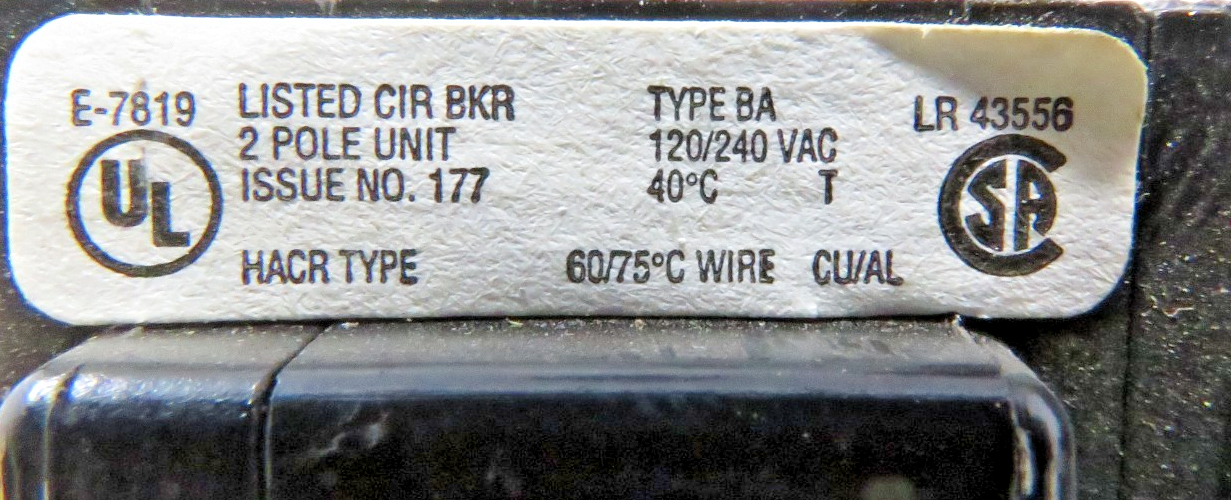 E-7819 LISTED CIR BKR TYPE BA LR 43556
2 POLE UNIT 120/240 VAC
ISSUE NO. 177 40°C T
UL SA
HACR TYPE 60/75°C WIRE CU/AL